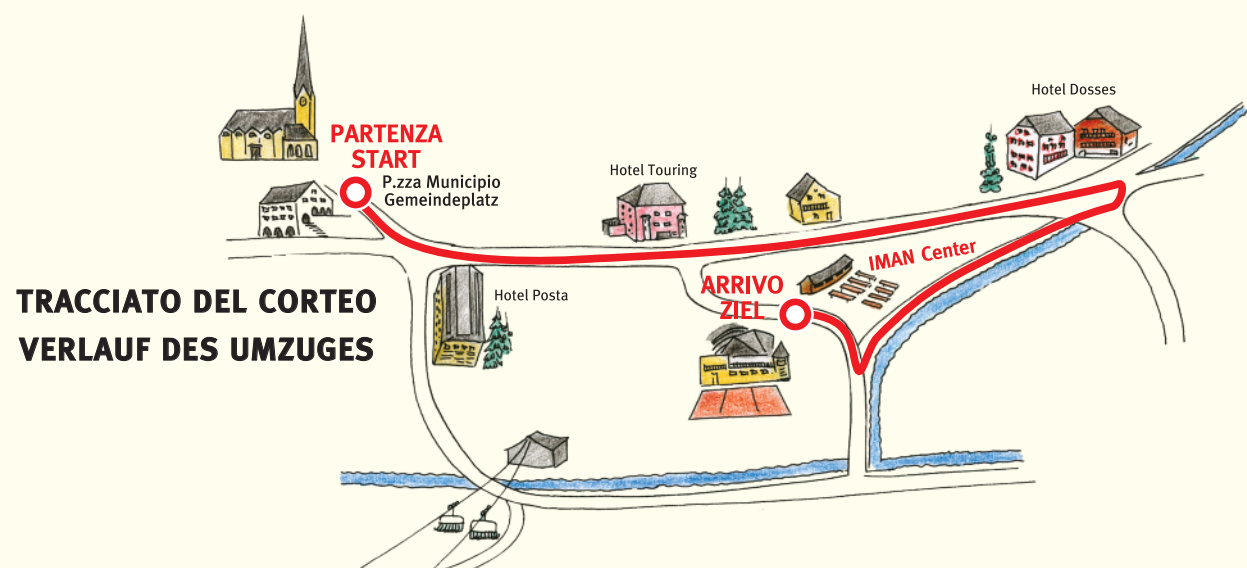 Hotel Dosses
PARTENZA
START
P.zza Municipio
Gemeindeplatz
Hotel Touring
IMAN Center
ARRIVO
ZIEL
Hotel Posta
TRACCIATO DEL CORTEO
VERLAUF DES UMZUGES